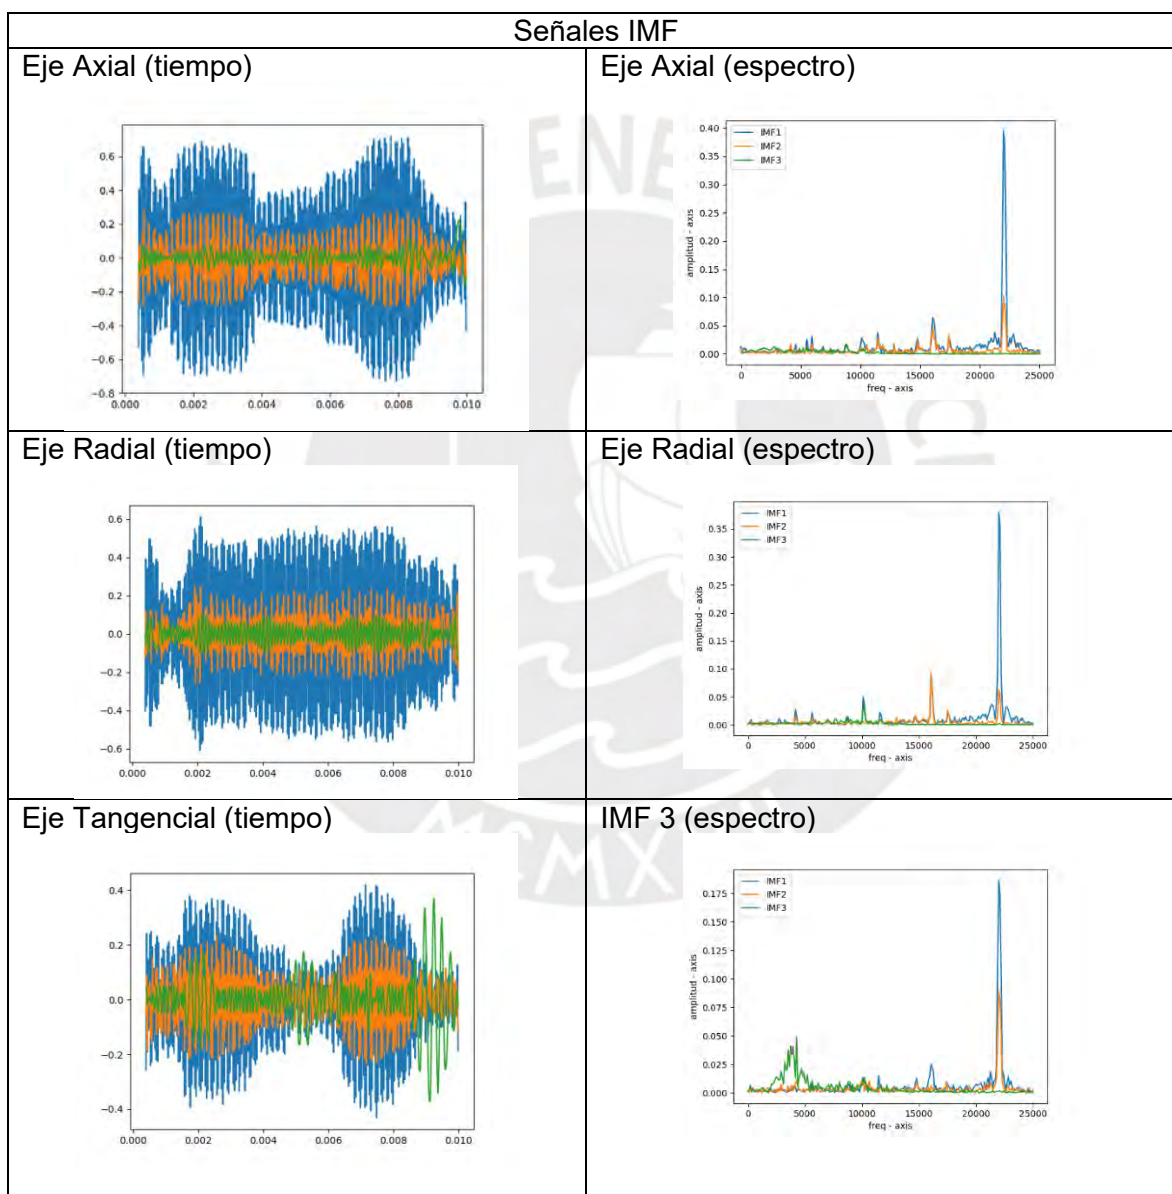 Señales IMF
Eje Axial (tiempo)
0.6
0.4
0.2
0.0
−0.2
−0.4
−0.6
−0.8
0.000 0.002 0.004 0.006 0.008 0.010
Eje Axial (espectro)
IMF1
IMF2
IMF3
amplitud - axis
0.40
0.35
0.30
0.25
0.20
0.15
0.10
0.05
0.00
0 5000 10000 15000 20000 25000
freq - axis
Eje Radial (tiempo)
0.6
0.4
0.2
0.0
−0.2
−0.4
−0.6
0.000 0.002 0.004 0.006 0.008 0.010
Eje Radial (espectro)
IMF1
IMF2
IMF3
amplitud - axis
0.35
0.30
0.25
0.20
0.15
0.10
0.05
0.00
0 5000 10000 15000 20000 25000
freq - axis
Eje Tangencial (tiempo)
0.4
0.2
0.0
−0.2
−0.4
0.000 0.002 0.004 0.006 0.008 0.010
IMF 3 (espectro)
IMF1
IMF2
IMF3
amplitud - axis
0.175
0.150
0.125
0.100
0.075
0.050
0.025
0.000
0 5000 10000 15000 20000 25000
freq - axis